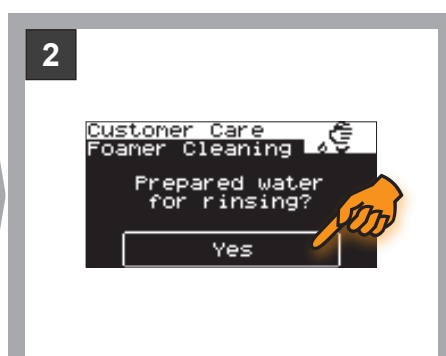 2
Customer Care
Foamer Cleaning
Prepared water
for rinsing?
Yes